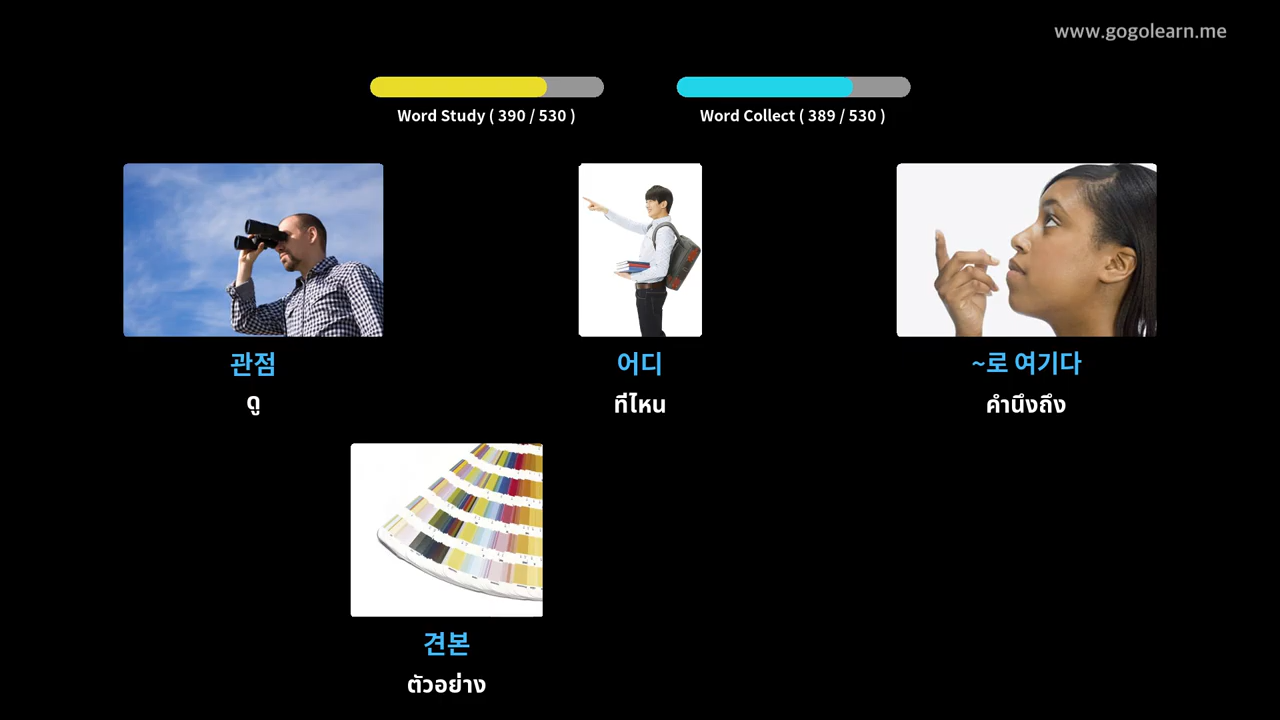 www.gogolearn.me
Word Study ( 390 / 530 )
Word Collect ( 389 / 530 )
관점
ดู
어디
ที่ไหน
~로 여기다
คำนึงถึง
견본
ตัวอย่าง